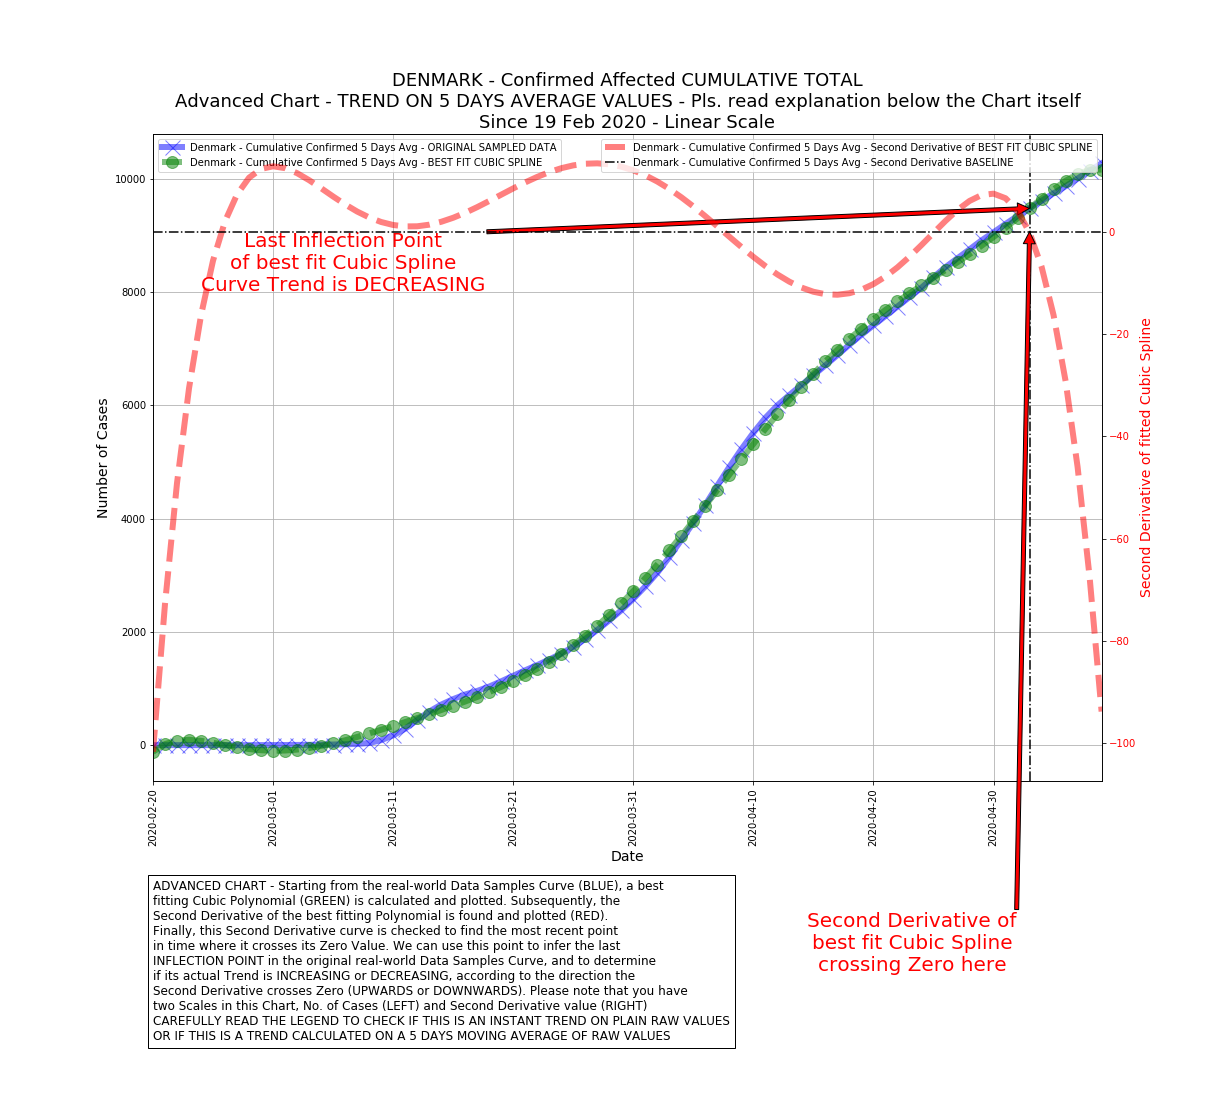 DENMARK - Confirmed Affected CUMULATIVE TOTAL
Advanced Chart - TREND ON 5 DAYS AVERAGE VALUES - Pls. read explanation below the Chart itself
Since 19 Feb 2020 - Linear Scale
Denmark - Cumulative Confirmed 5 Days Avg - ORIGINAL SAMPLED DATA
Denmark - Cumulative Confirmed 5 Days Avg - BEST FIT CUBIC SPLINE
Denmark - Cumulative Confirmed 5 Days Avg - Second Derivative of BEST FIT CUBIC SPLINE
Denmark - Cumulative Confirmed 5 Days Avg - Second Derivative BASELINE
10000
8000
6000
4000
2000
0
Number of Cases
Last Inflection Point
of best fit Cubic Spline
Curve Trend is DECREASING
0
−20
−40
−60
−80
−100
Second Derivative of fitted Cubic Spline
2020-02-20
2020-03-01
2020-03-11
2020-03-21
2020-03-31
2020-04-10
2020-04-20
2020-04-30
Date
ADVANCED CHART - Starting from the real-world Data Samples Curve (BLUE), a best
fitting Cubic Polynomial (GREEN) is calculated and plotted. Subsequently, the
Second Derivative of the best fitting Polynomial is found and plotted (RED).
Finally, this Second Derivative curve is checked to find the most recent point
in time where it crosses its Zero Value. We can use this point to infer the last
INFLECTION POINT in the original real-world Data Samples Curve, and to determine
if its actual Trend is INCREASING or DECREASING, according to the direction the
Second Derivative crosses Zero (UPWARDS or DOWNWARDS). Please note that you have
two Scales in this Chart, No. of Cases (LEFT) and Second Derivative value (RIGHT)
CAREFULLY READ THE LEGEND TO CHECK IF THIS IS AN INSTANT TREND ON PLAIN RAW VALUES
OR IF THIS IS A TREND CALCULATED ON A 5 DAYS MOVING AVERAGE OF RAW VALUES
Second Derivative of
best fit Cubic Spline
crossing Zero here